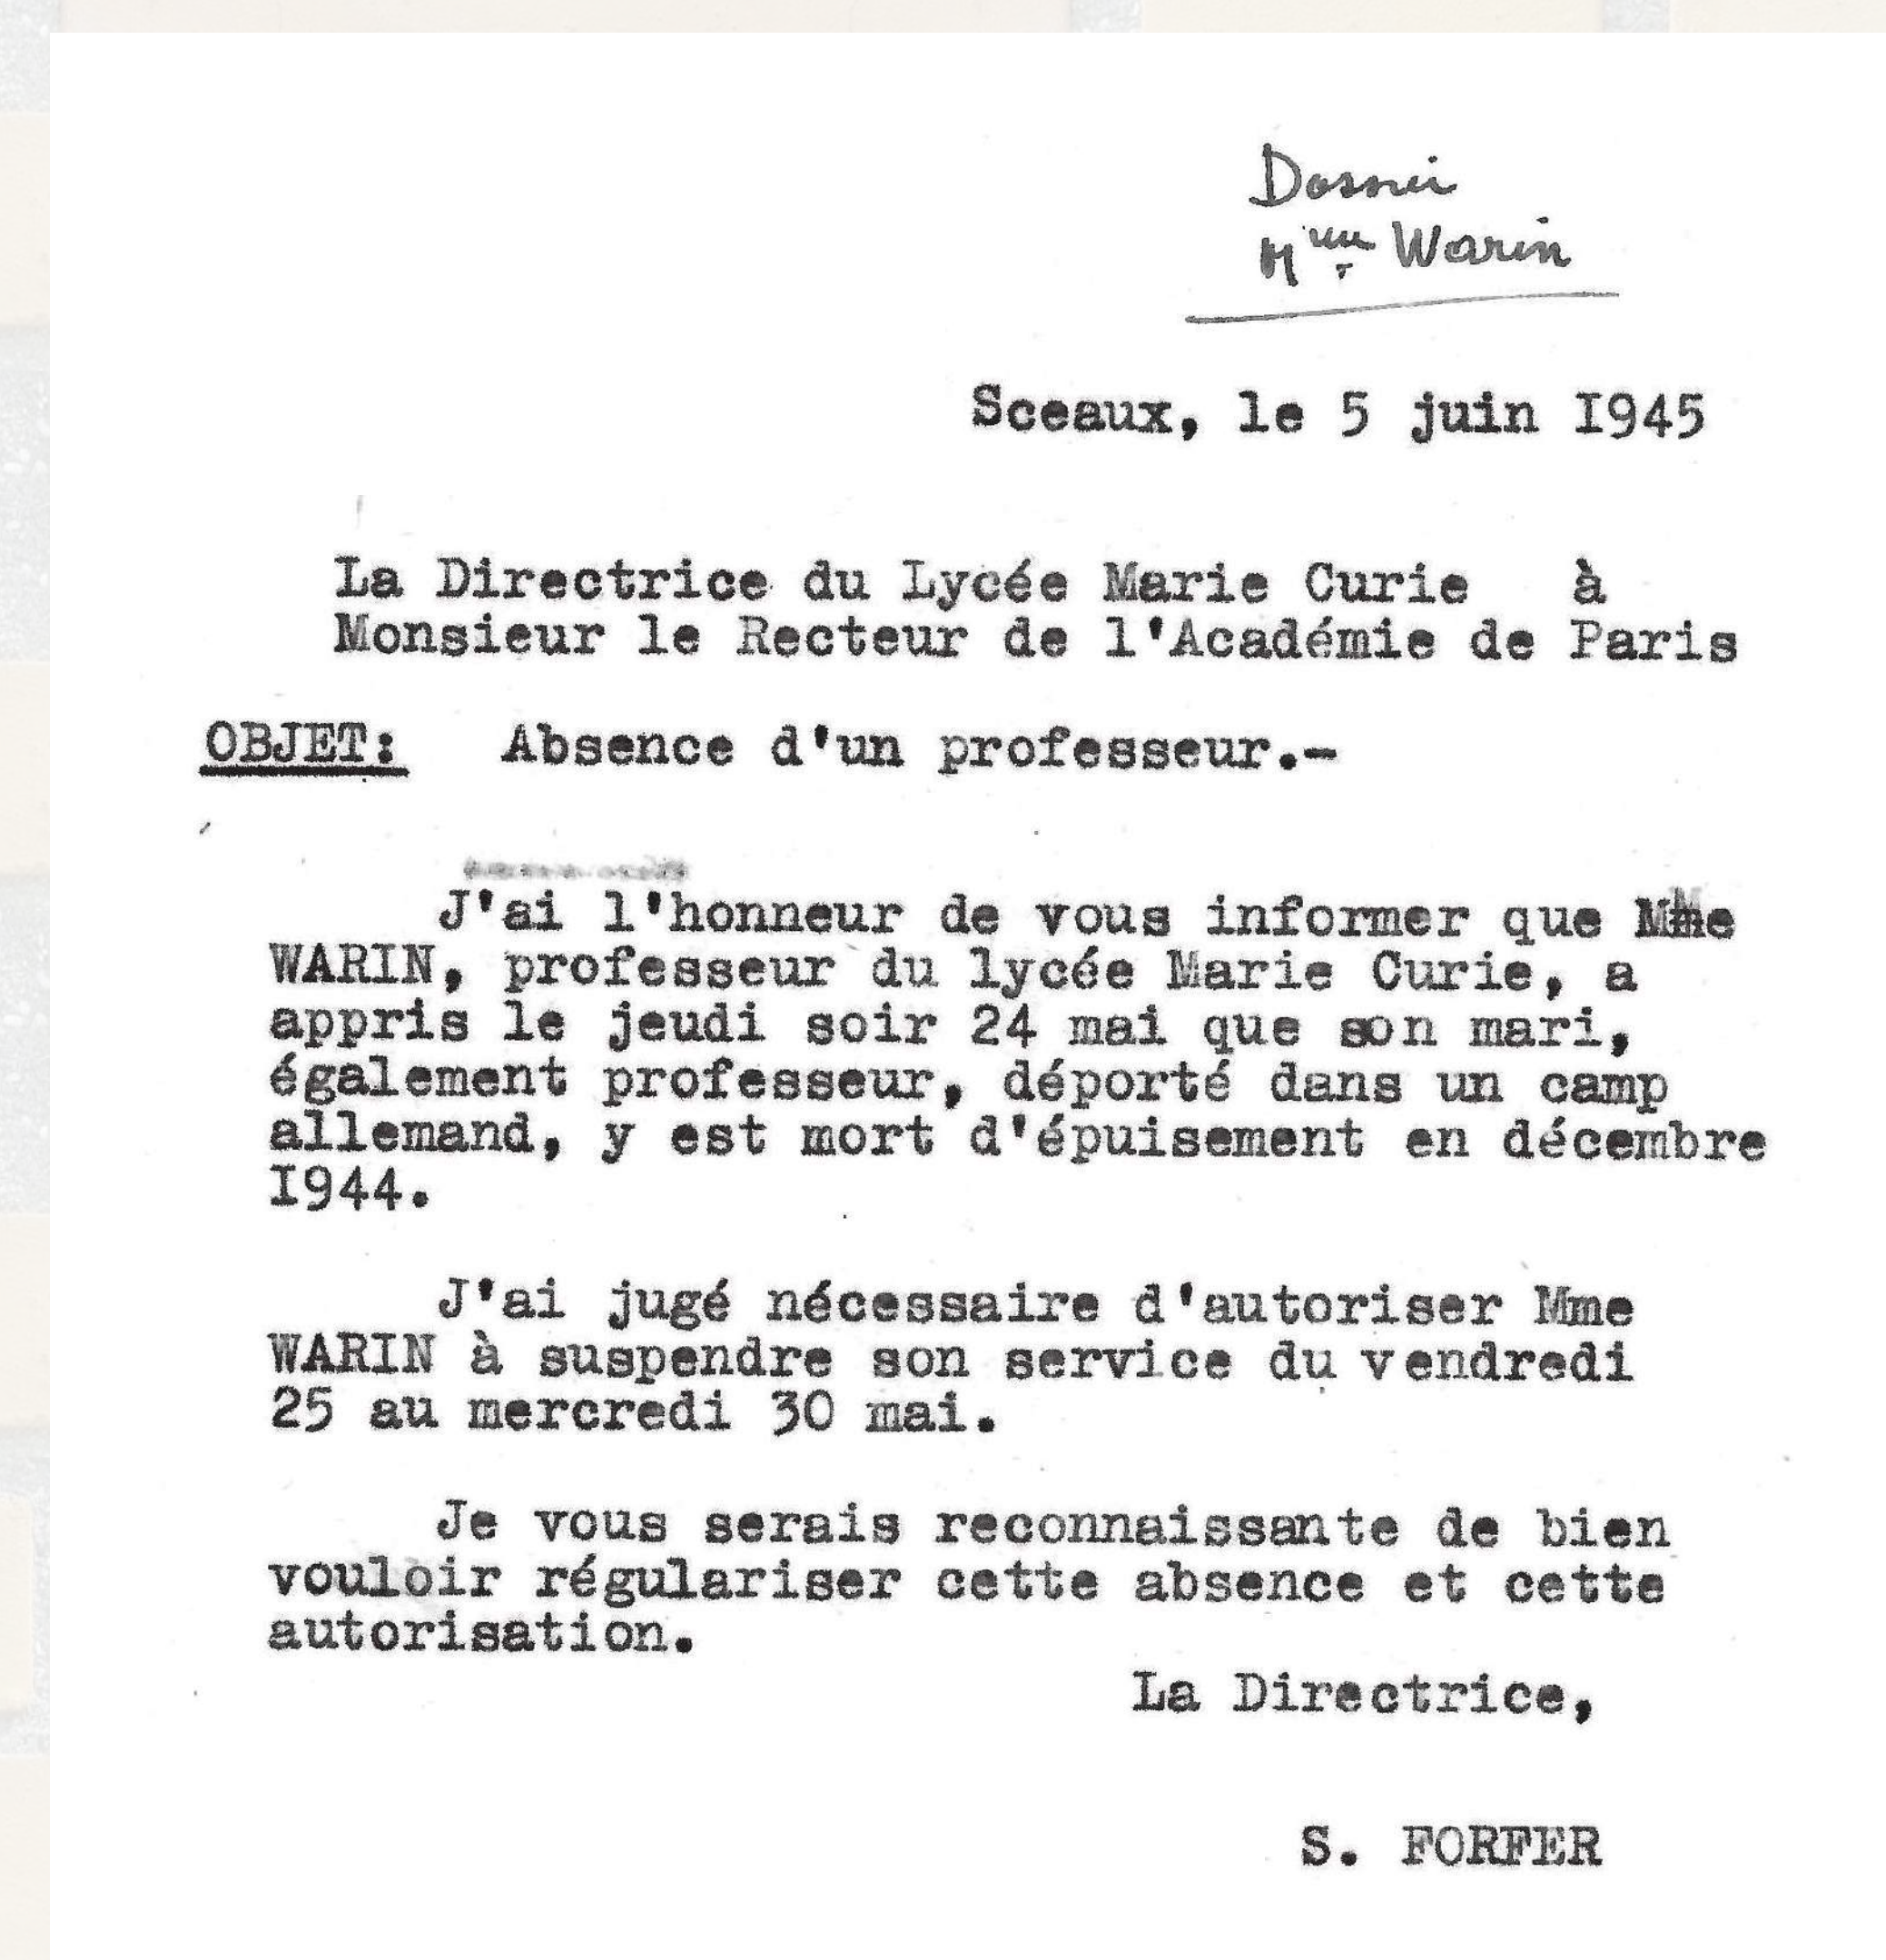 Dossier
Mme Warin
Sceaux, le 5 juin I945
La Directrice du Lycée Marie Curie à
Monsieur le Recteur de l'Académie de Paris
OBJET: Absence d'un professeur.-
J'ai l'honneur de vous informer que Mme
WARIN, professeur du lycée Marie Curie, a
appris le jeudi soir 24 mai que son mari,
également professeur, déporté dans un camp
allemand, y est mort d'épuisement en décembre
I944.
J'ai jugé nécessaire d'autoriser Mme
WARIN à suspendre son service du vendredi
25 au mercredi 30 mai.
Je vous serais reconnaissante de bien
vouloir régulariser cette absence et cette
autorisation.
La Directrice,
S. FORFER